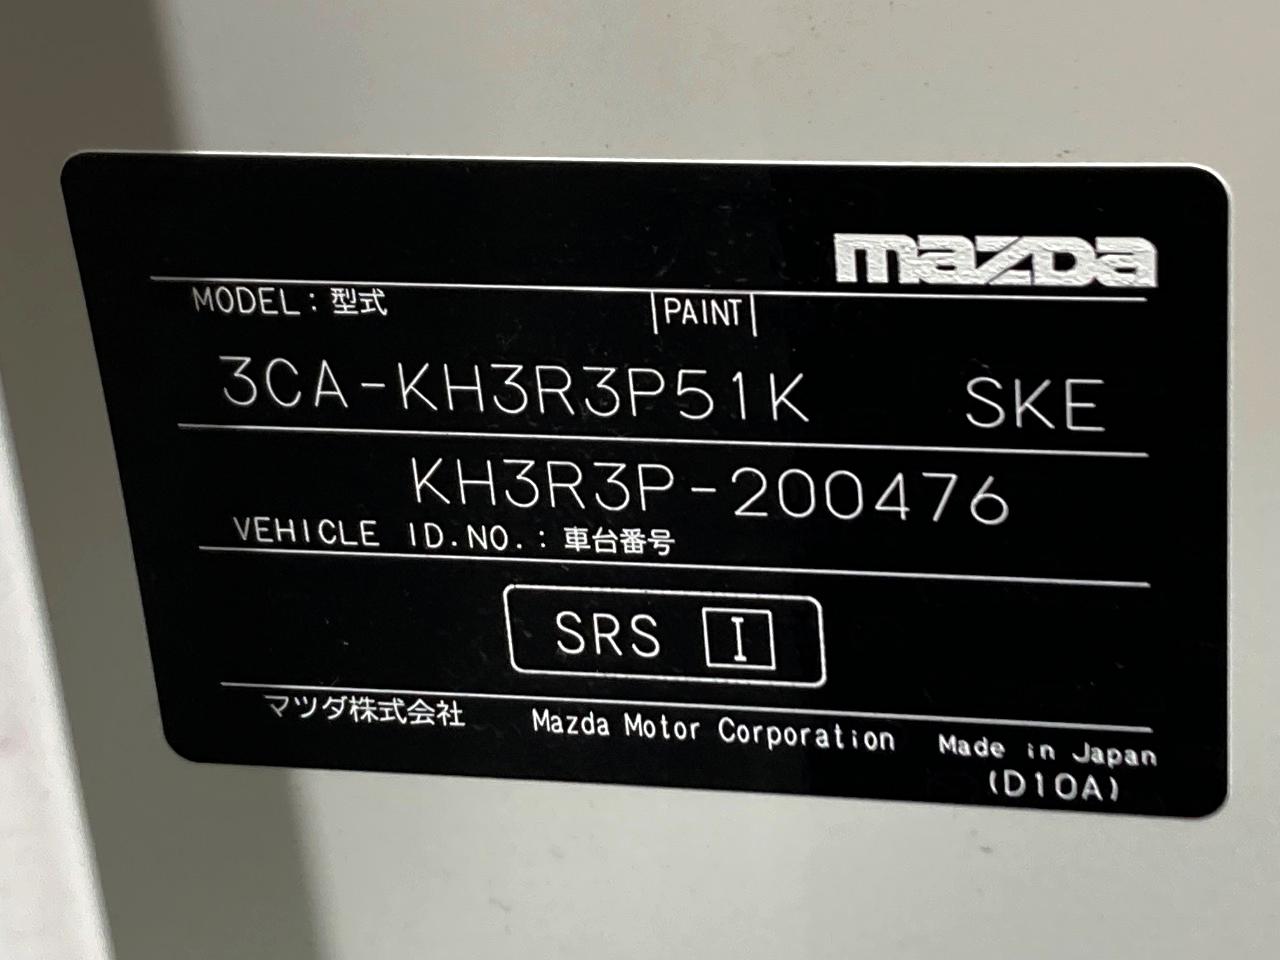 mazda
MODEL : 型式 PAINT
3CA-KH3R3P51K SKE
KH3R3P-200476
VEHICLE ID.NO. : 車台番号
SRS I
マツダ株式会社 Mazda Motor Corporation Made in Japan
(D10A)